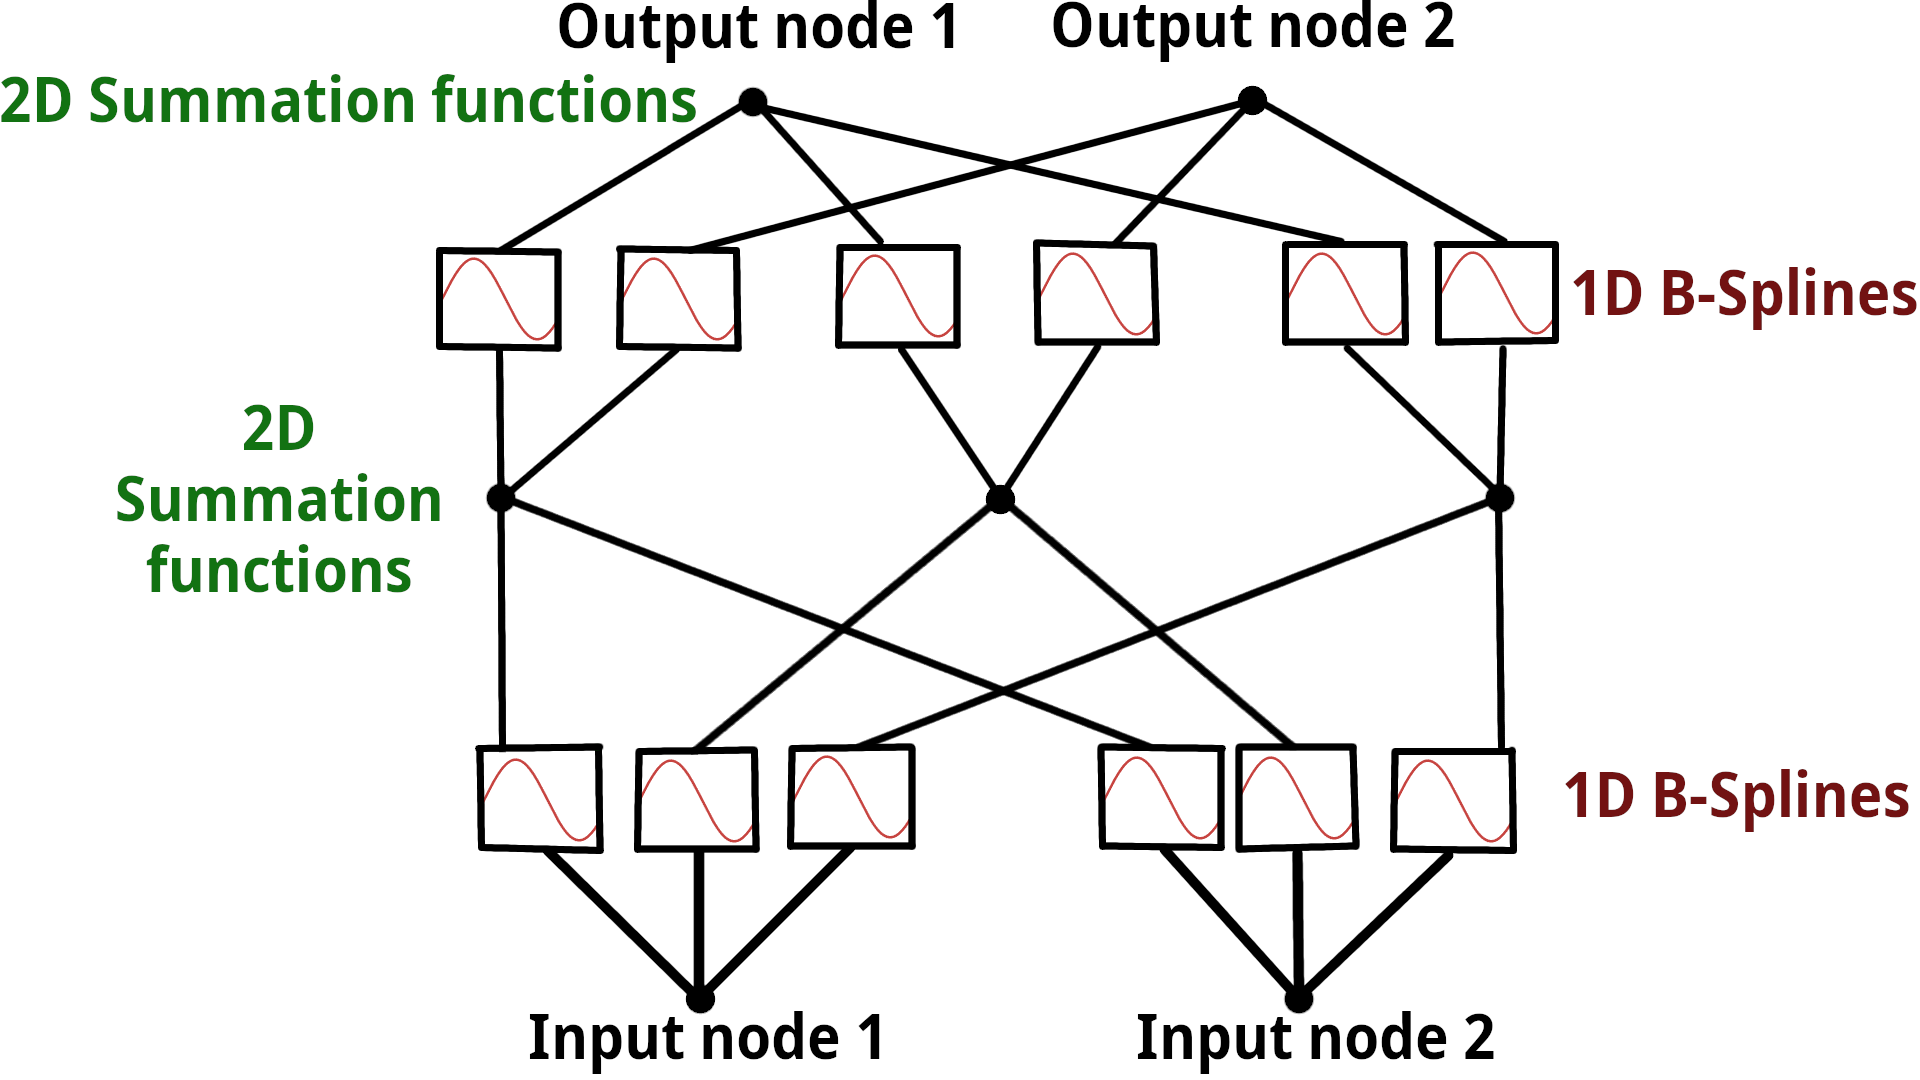 Output node 1
Output node 2
2D Summation functions
1D B-Splines
2D
Summation
functions
1D B-Splines
Input node 1
Input node 2